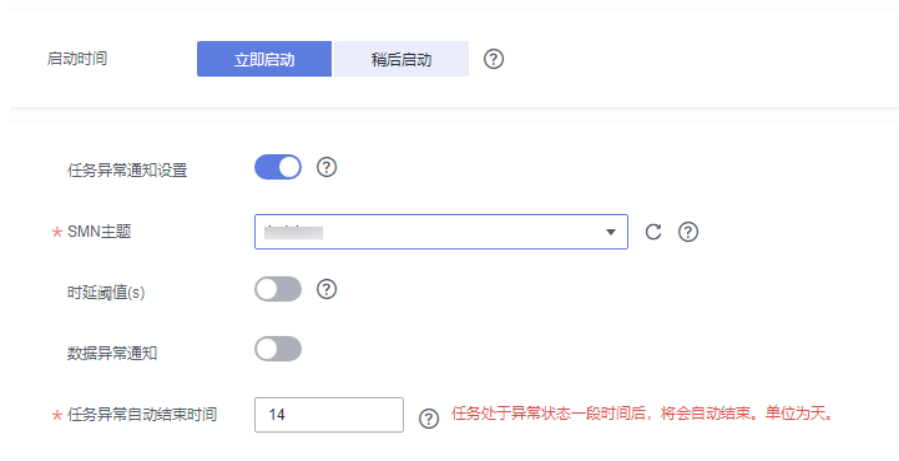 启动时间 立即启动 稍后启动 ?
任务异常通知设置 ?
* SMN主题 ?
时延阈值(s) ?
数据异常通知
* 任务异常自动结束时间 14 ? 任务处于异常状态一段时间后，将会自动结束。单位为天。